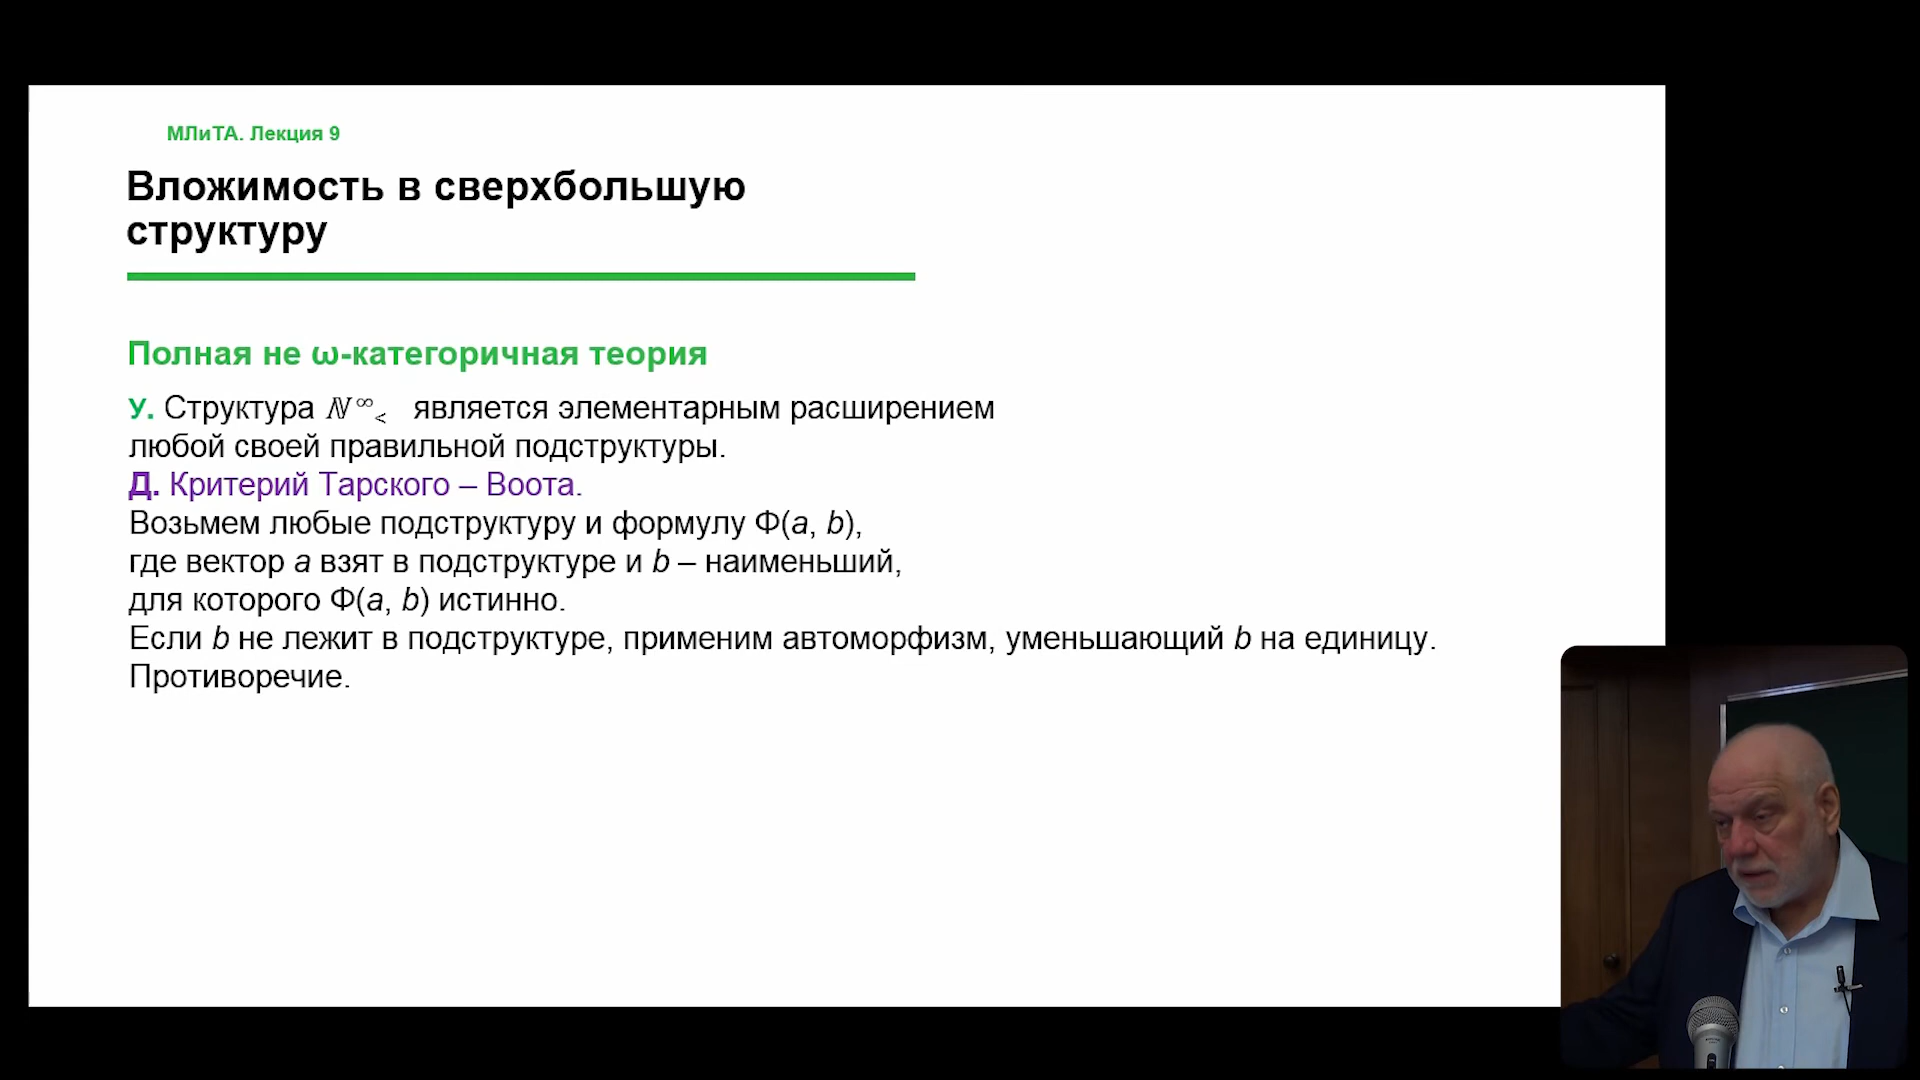 МЛиТА. Лекция 9
Вложимость в сверхбольшую
структуру
Полная не ω-категоричная теория
У. Структура ℕ^∞_< является элементарным расширением
любой своей правильной подструктуры.
Д. Критерий Тарского – Воота.
Возьмем любые подструктуру и формулу Ф(a, b),
где вектор a взят в подструктуре и b – наименьший,
для которого Ф(a, b) истинно.
Если b не лежит в подструктуре, применим автоморфизм, уменьшающий b на единицу.
Противоречие.